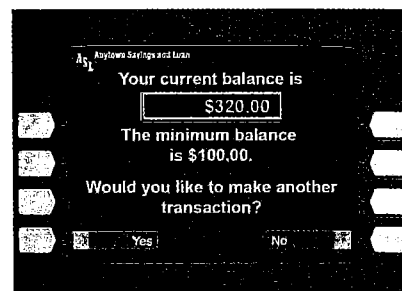 ASL Anytown Savings and Loan
Your current balance is
$320.00
The minimum balance
is $100.00.
Would you like to make another
transaction?
Yes No